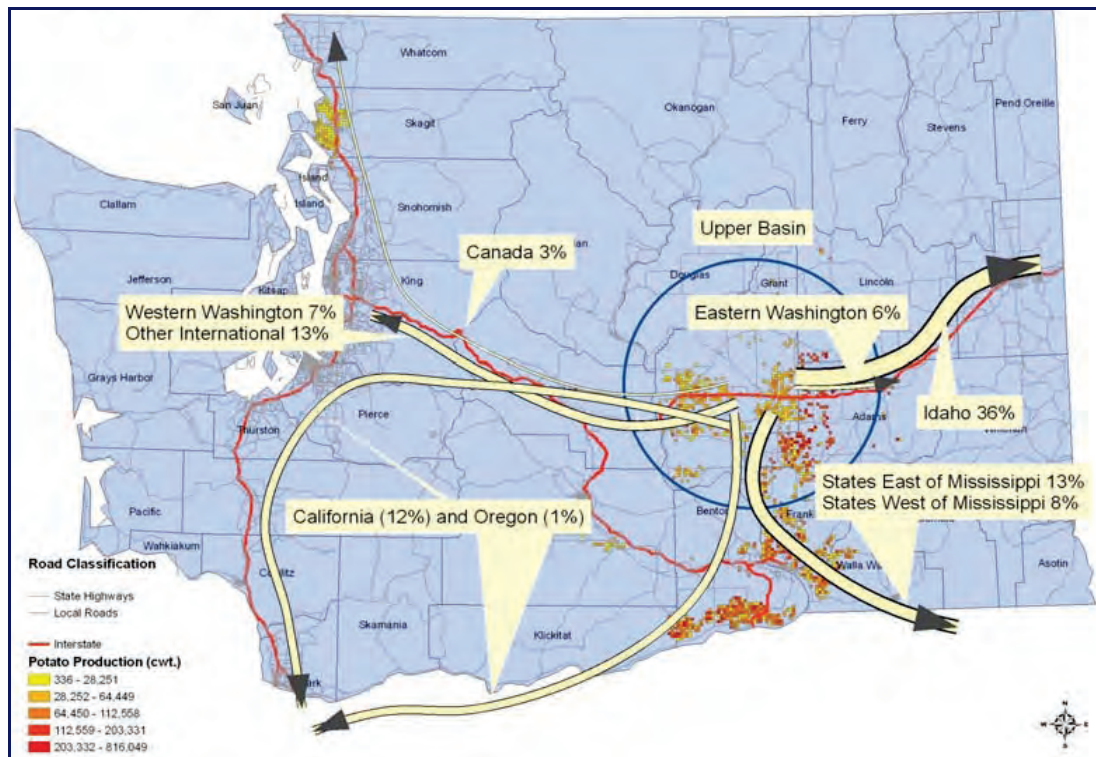 Whatcom
San Juan
Okanogan
Pend Oreille
Ferry
Stevens
Skagit
Island
Island
Clallam
Snohomish
Upper Basin
Canada 3%
Jefferson
King
Douglas
Grant
Lincoln
Kitsap
Western Washington 7%
Other International 13%
Eastern Washington 6%
Grays Harbor
Pierce
Adams
Idaho 36%
Thurston
States East of Mississippi 13%
States West of Mississippi 8%
California (12%) and Oregon (1%)
Pacific
Benton
Wahkiakum
Asotin
Road Classification
State Highways
Local Roads
Skamania
Klickitat
Interstate
Potato Production (cwt.)
336 - 28,251
28,252 - 64,449
64,450 - 112,558
112,559 - 203,331
203,332 - 816,049
N
W
E
S